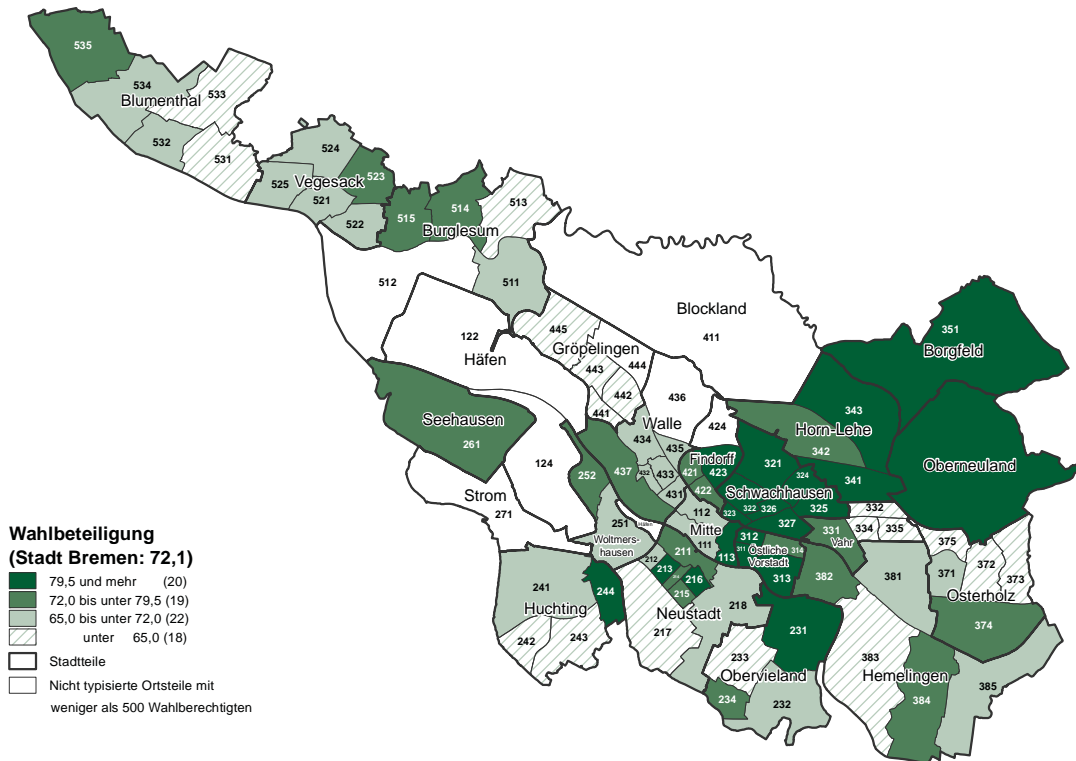 535
534
Blumenthal
533
532
531
524
523
525
Vegesack
521
522
515
514
513
Burglesum
512
511
Blockland
411
351
Borgfeld
122
Häfen
445
Gröpelingen
444
443
442
441
436
424
343
Horn-Lehe
342
Seehausen
261
Walle
434
435
432
433
431
437
252
124
Findorff
421
423
422
321
324
341
Oberneuland
Schwachhausen
322
326
325
323
327
Strom
271
251
Häfen
Woltmers-
hausen
112
Mitte
111
113
312
311
Östliche
Vorstadt
314
313
331
Vahr
332
334
335
375
372
373
371
Osterholz
374
382
381
241
Huchting
244
242
243
212
211
213
216
215
Neustadt
217
218
231
233
Obervieland
234
232
383
Hemelingen
384
385
Wahlbeteiligung
(Stadt Bremen: 72,1)
79,5 und mehr (20)
72,0 bis unter 79,5 (19)
65,0 bis unter 72,0 (22)
unter 65,0 (18)
Stadtteile
Nicht typisierte Ortsteile mit
weniger als 500 Wahlberechtigten